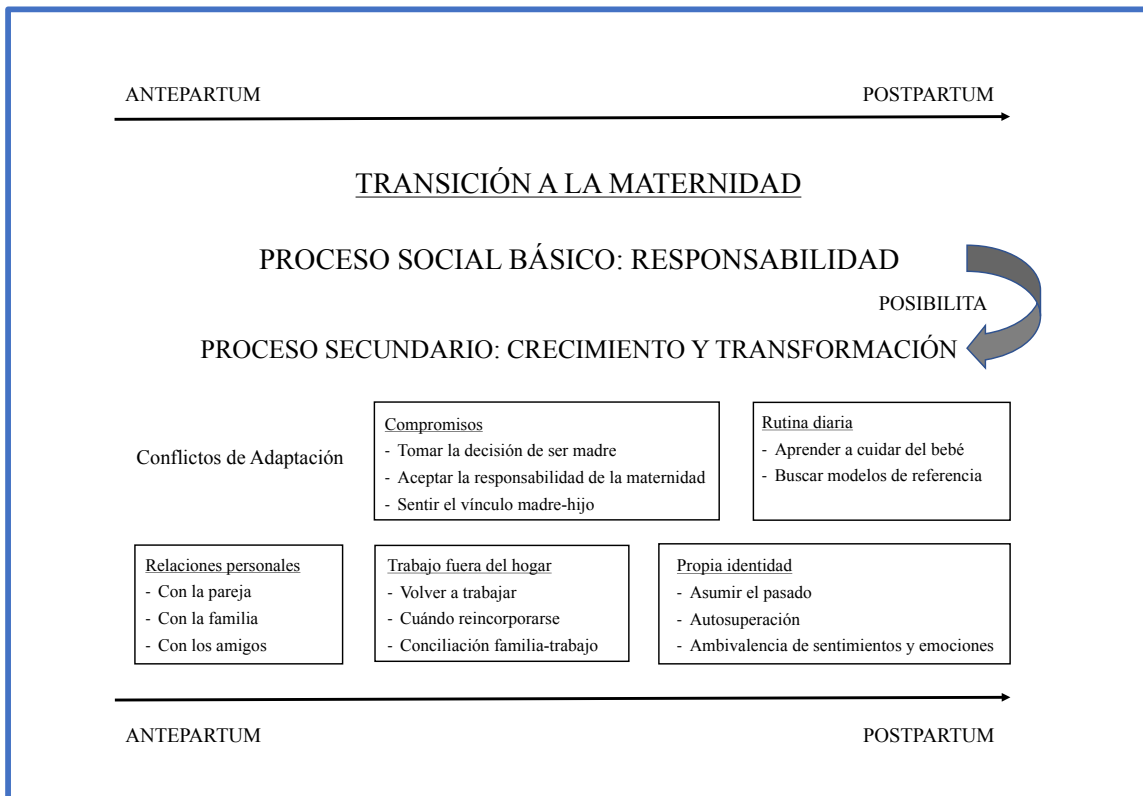 ANTEPARTUM
POSTPARTUM
TRANSICIÓN A LA MATERNIDAD
PROCESO SOCIAL BÁSICO: RESPONSABILIDAD
POSIBILITA
PROCESO SECUNDARIO: CRECIMIENTO Y TRANSFORMACIÓN
Conflictos de Adaptación
Compromisos
- Tomar la decisión de ser madre
- Aceptar la responsabilidad de la maternidad
- Sentir el vínculo madre-hijo
Rutina diaria
- Aprender a cuidar del bebé
- Buscar modelos de referencia
Relaciones personales
- Con la pareja
- Con la familia
- Con los amigos
Trabajo fuera del hogar
- Volver a trabajar
- Cuándo reincorporarse
- Conciliación familia-trabajo
Propia identidad
- Asumir el pasado
- Autosuperación
- Ambivalencia de sentimientos y emociones
ANTEPARTUM
POSTPARTUM